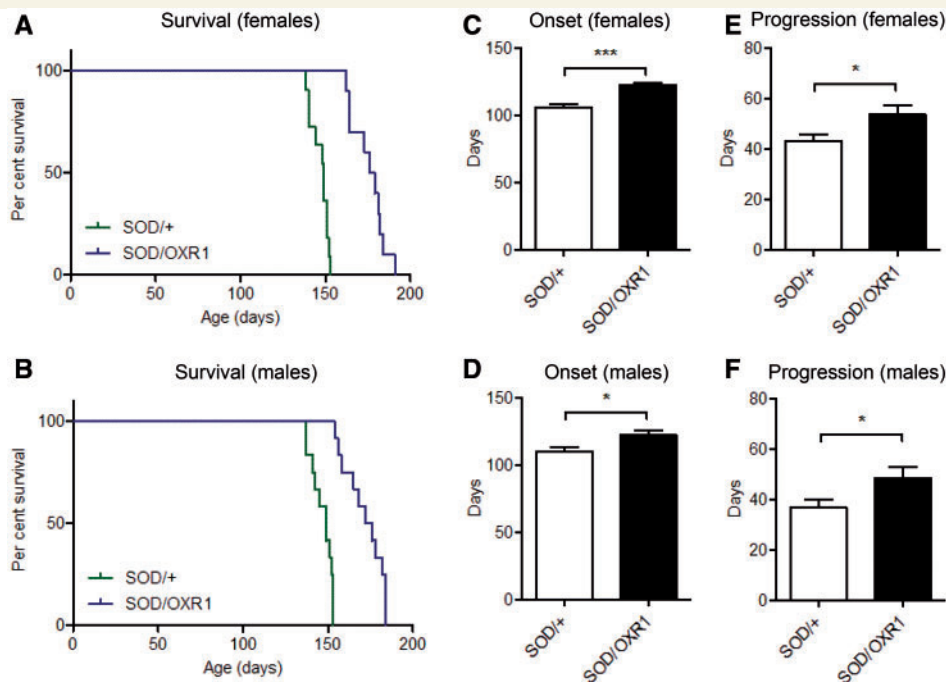 A
Survival (females)
Per cent survival
100
50
0
SOD/+
SOD/OXR1
0 50 100 150 200
Age (days)
C
Onset (females)
Days
150
100
50
0
***
SOD/+ SOD/OXR1
E
Progression (females)
Days
80
60
40
20
0
*
SOD/+ SOD/OXR1
B
Survival (males)
Per cent survival
100
50
0
SOD/+
SOD/OXR1
0 50 100 150 200
Age (days)
D
Onset (males)
Days
150
100
50
0
*
SOD/+ SOD/OXR1
F
Progression (males)
Days
80
60
40
20
0
*
SOD/+ SOD/OXR1